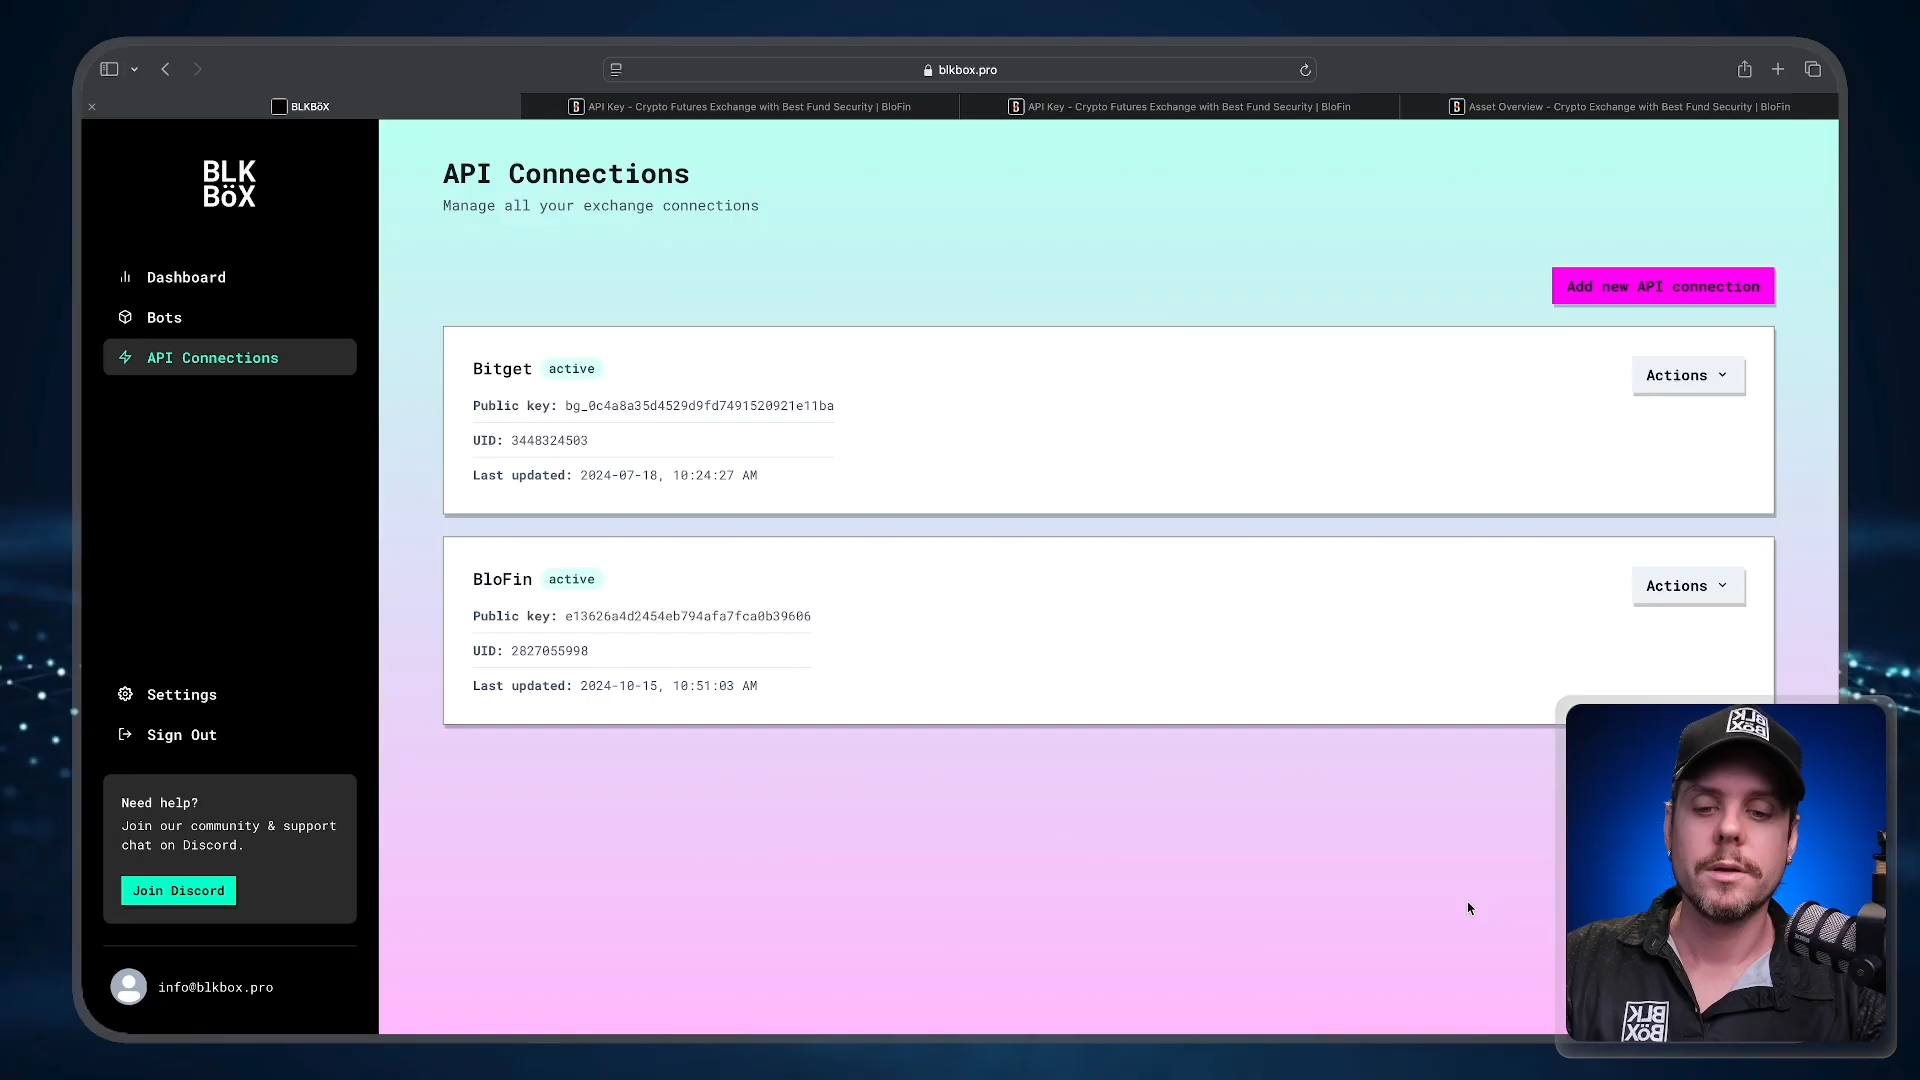 blkbox.pro
BLKBöX
API Key - Crypto Futures Exchange with Best Fund Security | BloFin
API Key - Crypto Futures Exchange with Best Fund Security | BloFin
Asset Overview - Crypto Exchange with Best Fund Security | BloFin
BLK
BöX
Dashboard
Bots
API Connections
Settings
Sign Out
Need help?
Join our community & support
chat on Discord.
Join Discord
info@blkbox.pro
API Connections
Manage all your exchange connections
Add new API connection
Bitget active
Actions
Public key: bg_0c4a8a35d4529d9fd7491520921e11ba
UID: 3448324503
Last updated: 2024-07-18, 10:24:27 AM
BloFin active
Actions
Public key: e13626a4d2454eb794afa7fca0b39606
UID: 2827055998
Last updated: 2024-10-15, 10:51:03 AM
BLK
BöX
BLK
BöX